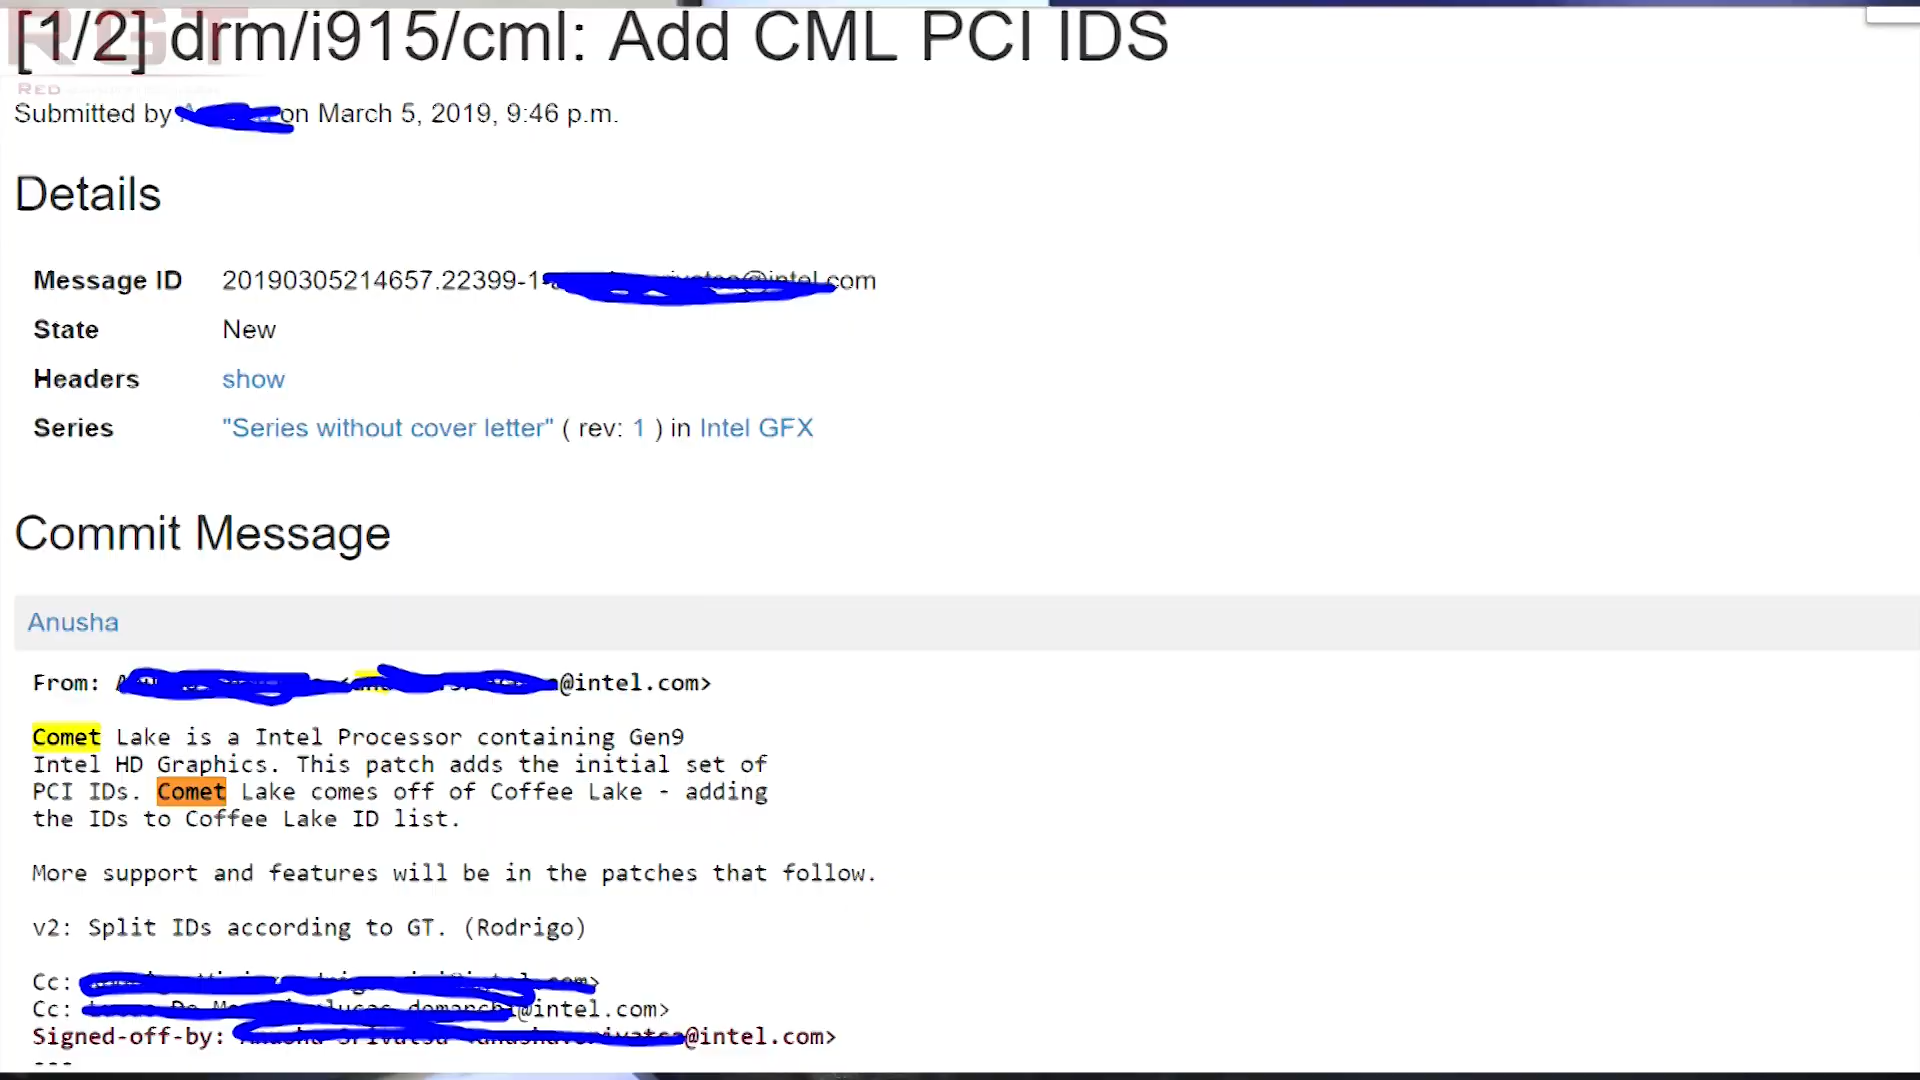 [1/2] drm/i915/cml: Add CML PCI IDS
RGT
RED
Submitted by on March 5, 2019, 9:46 p.m.
Details
Message ID 20190305214657.22399-1- @intel.com
State New
Headers show
Series "Series without cover letter" ( rev: 1 ) in Intel GFX
Commit Message
Anusha
From: @intel.com>
Comet Lake is a Intel Processor containing Gen9
Intel HD Graphics. This patch adds the initial set of
PCI IDs. Comet Lake comes off of Coffee Lake - adding
the IDs to Coffee Lake ID list.
More support and features will be in the patches that follow.
v2: Split IDs according to GT. (Rodrigo)
Cc:
Cc: @intel.com>
Signed-off-by: @intel.com>
---